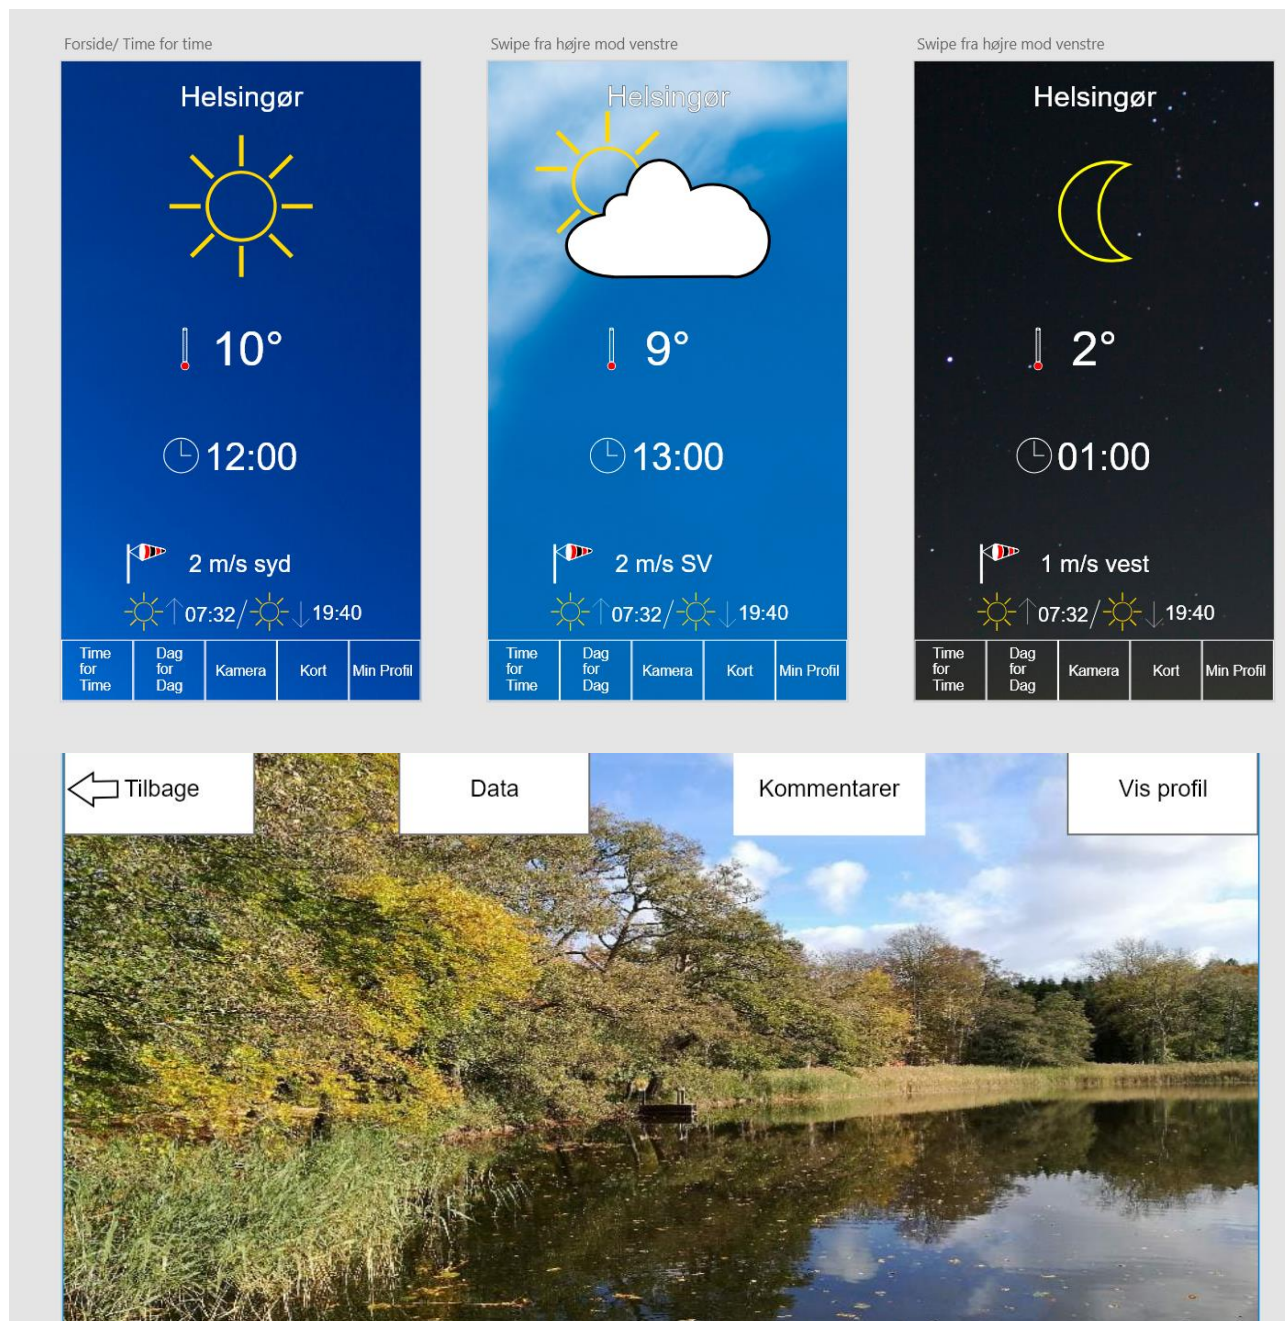 Forside/ Time for time
Helsingør
10°
12:00
2 m/s syd
07:32/ 19:40
Time for Time
Dag for Dag
Kamera
Kort
Min Profil
Swipe fra højre mod venstre
Helsingør
9°
13:00
2 m/s SV
07:32/ 19:40
Time for Time
Dag for Dag
Kamera
Kort
Min Profil
Swipe fra højre mod venstre
Helsingør
2°
01:00
1 m/s vest
07:32/ 19:40
Time for Time
Dag for Dag
Kamera
Kort
Min Profil
Tilbage
Data
Kommentarer
Vis profil